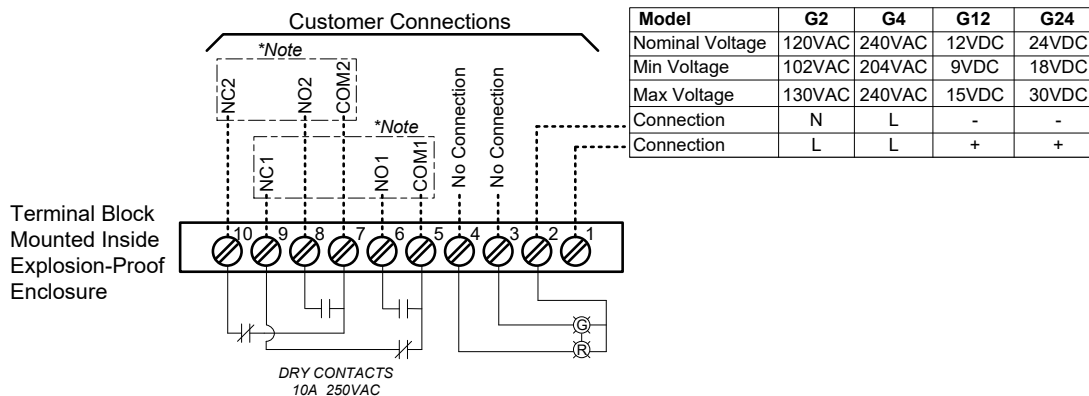 Customer Connections
*Note
NC2
NO2
COM2
*Note
NC1
NO1
COM1
No Connection
No Connection
Model G2 G4 G12 G24
Nominal Voltage 120VAC 240VAC 12VDC 24VDC
Min Voltage 102VAC 204VAC 9VDC 18VDC
Max Voltage 130VAC 240VAC 15VDC 30VDC
Connection N L - -
Connection L L + +
Terminal Block
Mounted Inside
Explosion-Proof
Enclosure
10 9 8 7 6 5 4 3 2 1
G
R
DRY CONTACTS
10A 250VAC